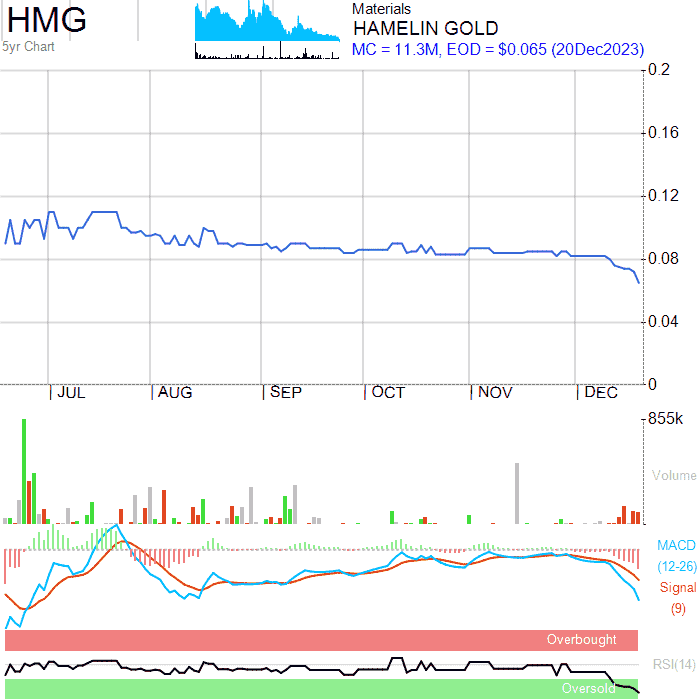 HMG
5yr Chart
Materials
HAMELIN GOLD
MC = 11.3M, EOD = $0.065 (20Dec2023)
0.2
0.16
0.12
0.08
0.04
0
JUL AUG SEP OCT NOV DEC
855k
Volume
MACD
(12-26)
Signal
(9)
Overbought
RSI(14)
Oversold